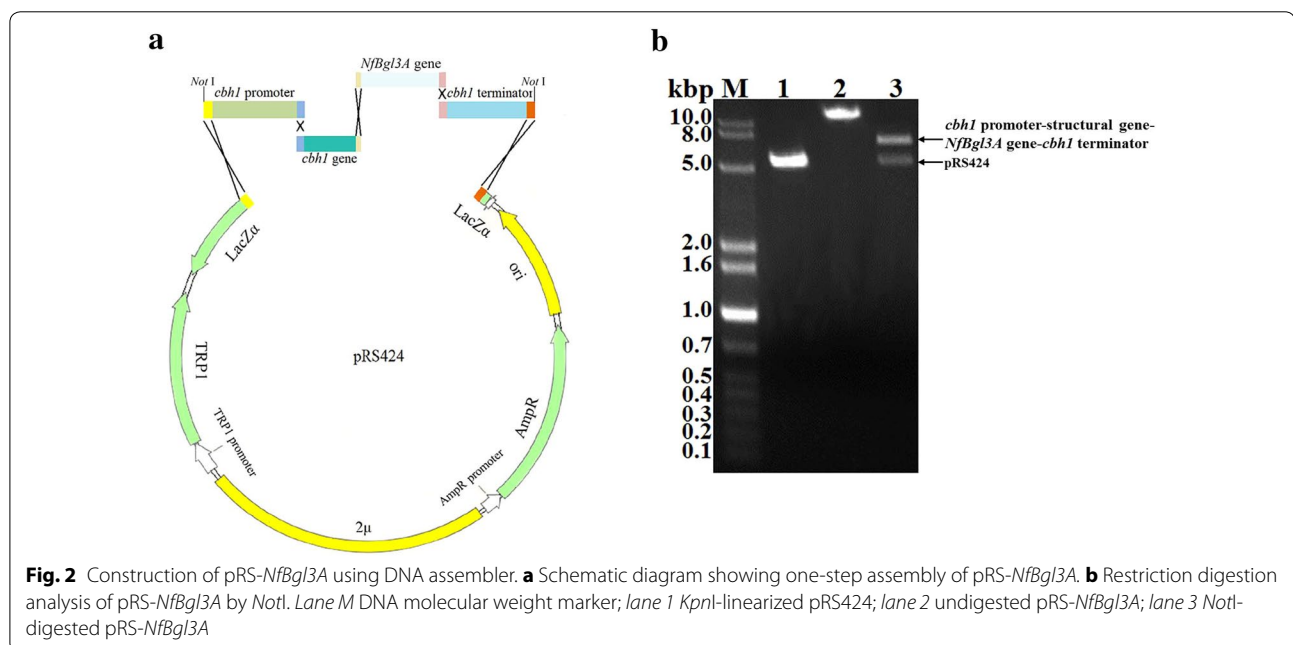 a
NfBgl3A gene
Not I
Not I
cbh1 promoter
X
cbh1 terminator
X
cbh1 gene
LacZα
LacZα
ori
TRP1
pRS424
AmpR
TRP1 promoter
AmpR promoter
2μ
b
kbp M 1 2 3
10.0
8.0
5.0
2.0
1.6
1.0
0.7
0.5
0.4
0.3
0.2
0.1
cbh1 promoter-structural gene-
NfBgl3A gene-cbh1 terminator
pRS424
Fig. 2 Construction of pRS-NfBgl3A using DNA assembler. a Schematic diagram showing one-step assembly of pRS-NfBgl3A. b Restriction digestion
analysis of pRS-NfBgl3A by NotI. Lane M DNA molecular weight marker; lane 1 KpnI-linearized pRS424; lane 2 undigested pRS-NfBgl3A; lane 3 NotI-
digested pRS-NfBgl3A